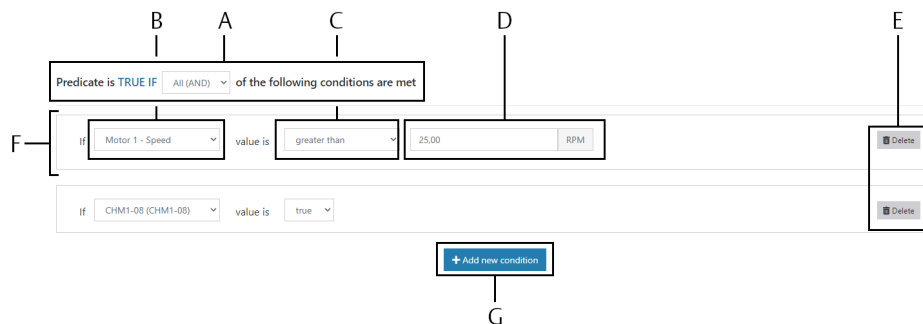 B A C D E
Predicate is TRUE IF All (AND) of the following conditions are met
F If Motor 1 - Speed value is greater than 25,00 RPM Delete
If CHM1-08 (CHM1-08) value is true Delete
+ Add new condition
G